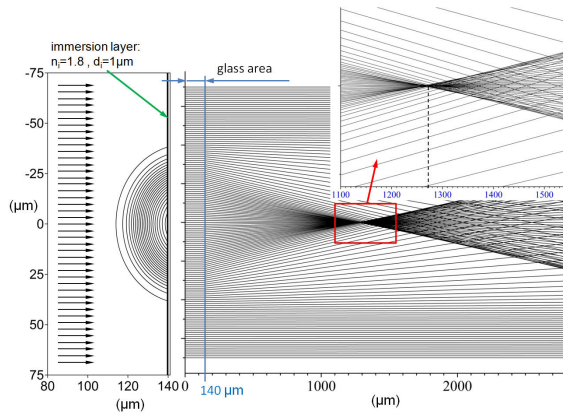 immersion layer:
nᵢ=1.8 , dᵢ=1µm
glass area
-75
-50
-25
(µm)
0
25
50
75
80 100 120 140
(µm)
0 1000 2000
140 µm
(µm)
1100 1200 1300 1400 1500